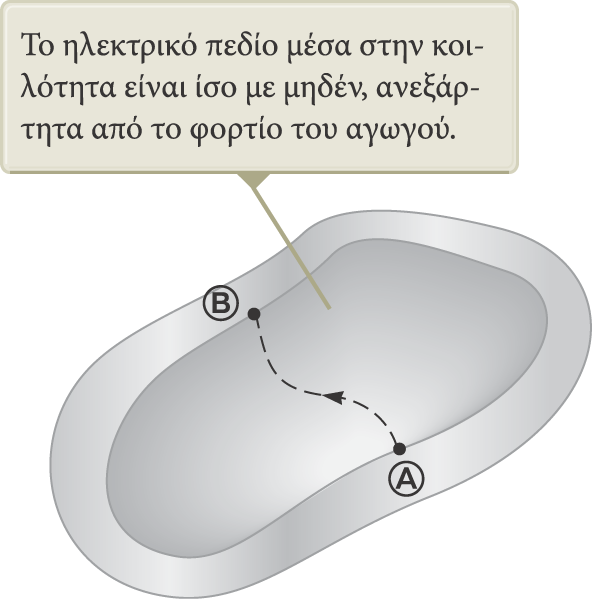 Το ηλεκτρικό πεδίο μέσα στην κοι-
λότητα είναι ίσο με μηδέν, ανεξάρ-
τητα από το φορτίο του αγωγού.
B
A